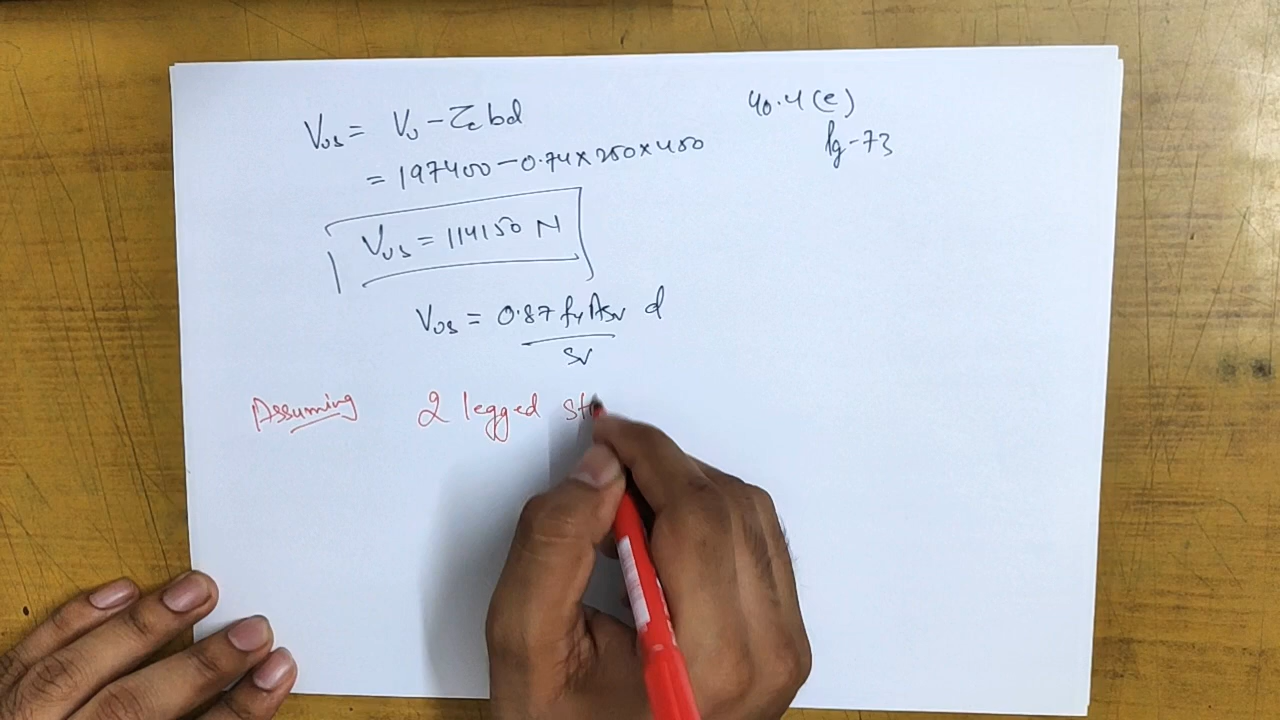 Vus = Vu - τc bd
= 197400 - 0.74 × 250 × 450
Vus = 114150 N
Vus = 0.87 fy Asv d
Sv
40.4 (c)
Pg-73
Assuming 2 legged st